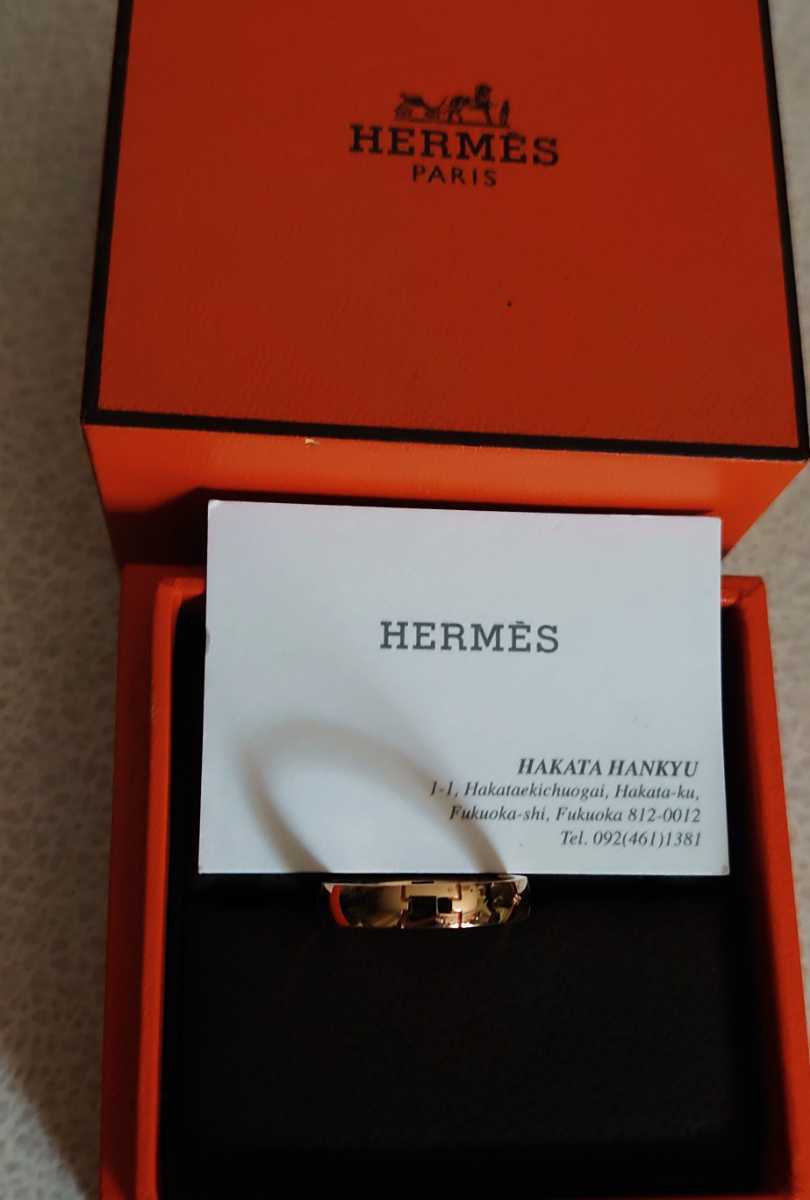 HERMÈS
PARIS
HERMÈS
HAKATA HANKYU
1-1, Hakataekichuogai, Hakata-ku,
Fukuoka-shi, Fukuoka 812-0012
Tel. 092(461)1381